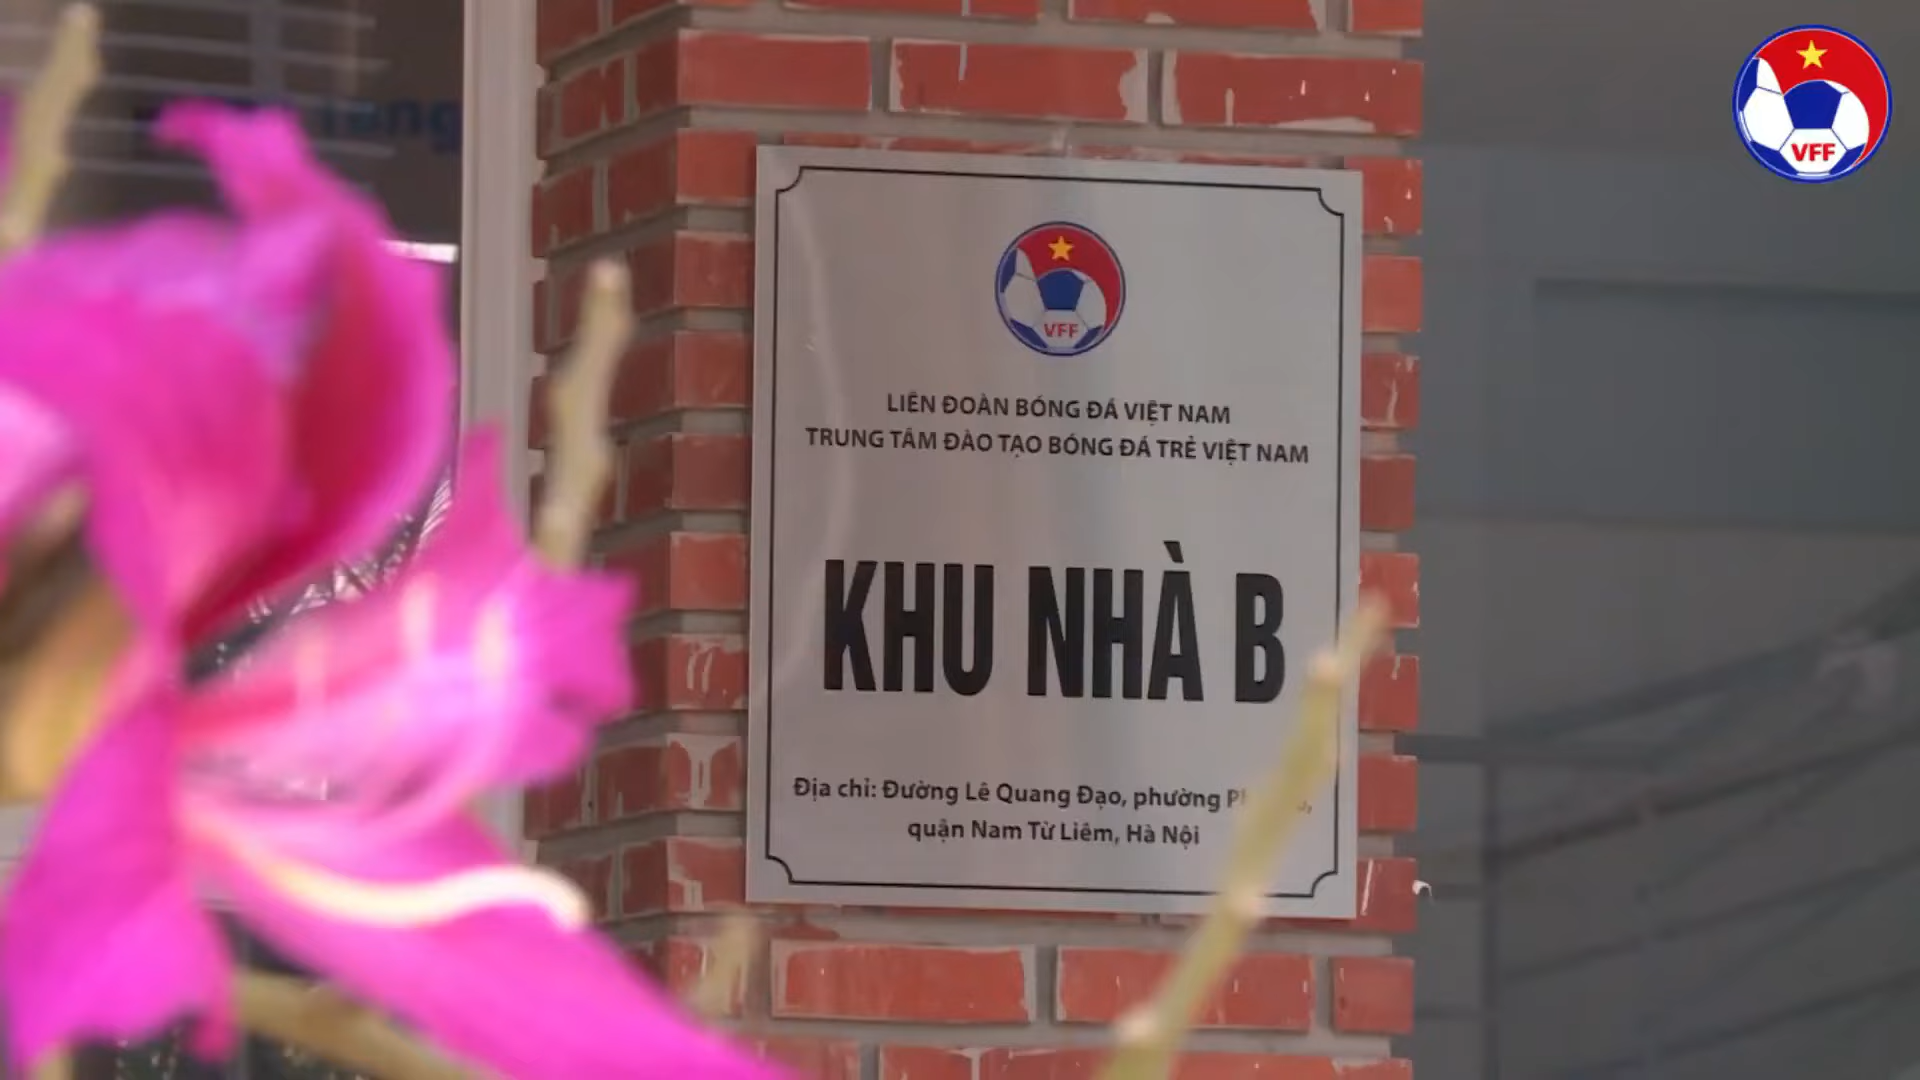 VFF
VFF
LIÊN ĐOÀN BÓNG ĐÁ VIỆT NAM
TRUNG TÂM ĐÀO TẠO BÓNG ĐÁ TRẺ VIỆT NAM
KHU NHÀ B
Địa chỉ: Đường Lê Quang Đạo, phường
quận Nam Từ Liêm, Hà Nội